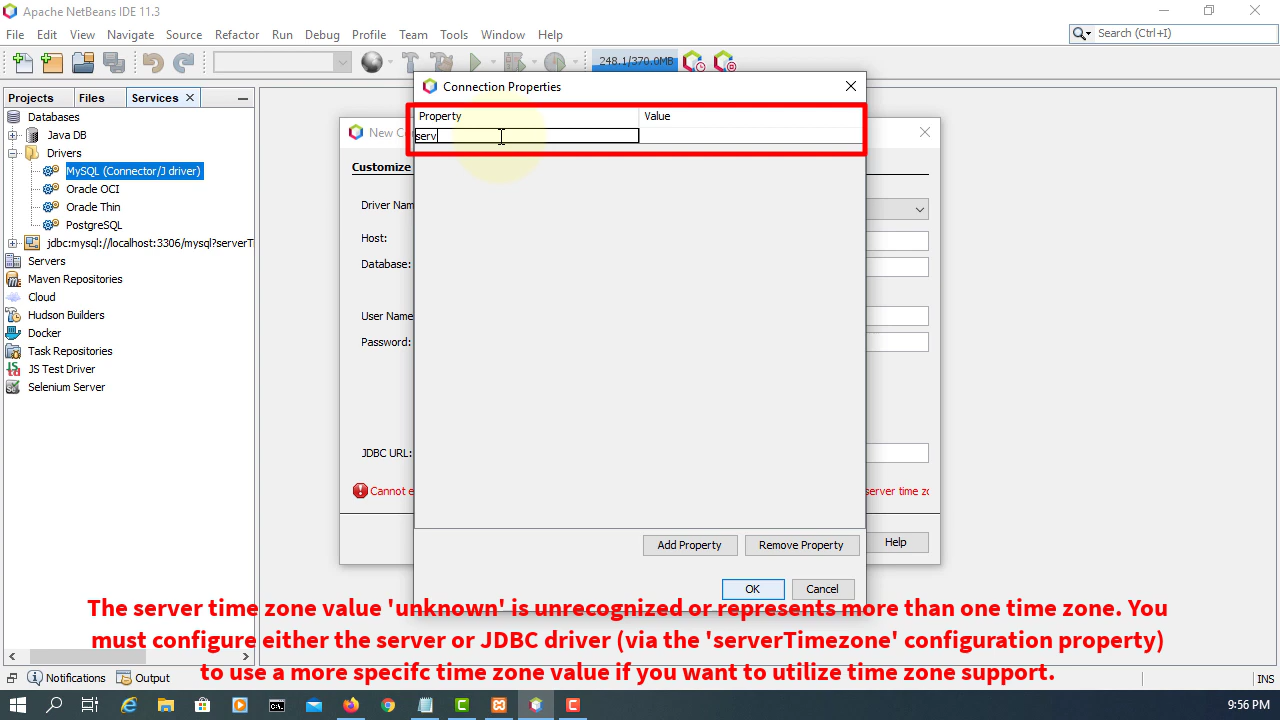 Apache NetBeans IDE 11.3
File Edit View Navigate Source Refactor Run Debug Profile Team Tools Window Help
Search (Ctrl+I)
248.1/370.0MB
Connection Properties
Projects Files Services
Property Value
serv
Databases
Java DB
Drivers
MySQL (Connector/J driver)
Oracle OCI
Oracle Thin
PostgreSQL
jdbc:mysql://localhost:3306/mysql?serverT
Servers
Maven Repositories
Cloud
Hudson Builders
Docker
Task Repositories
JS Test Driver
Selenium Server
New Co
Customize
Driver Nam
Host:
Database:
User Name
Password:
JDBC URL:
Cannot e
server time zo
Help
Add Property Remove Property
OK Cancel
The server time zone value 'unknown' is unrecognized or represents more than one time zone. You
must configure either the server or JDBC driver (via the 'serverTimezone' configuration property)
to use a more specifc time zone value if you want to utilize time zone support.
Notifications Output
INS
9:56 PM